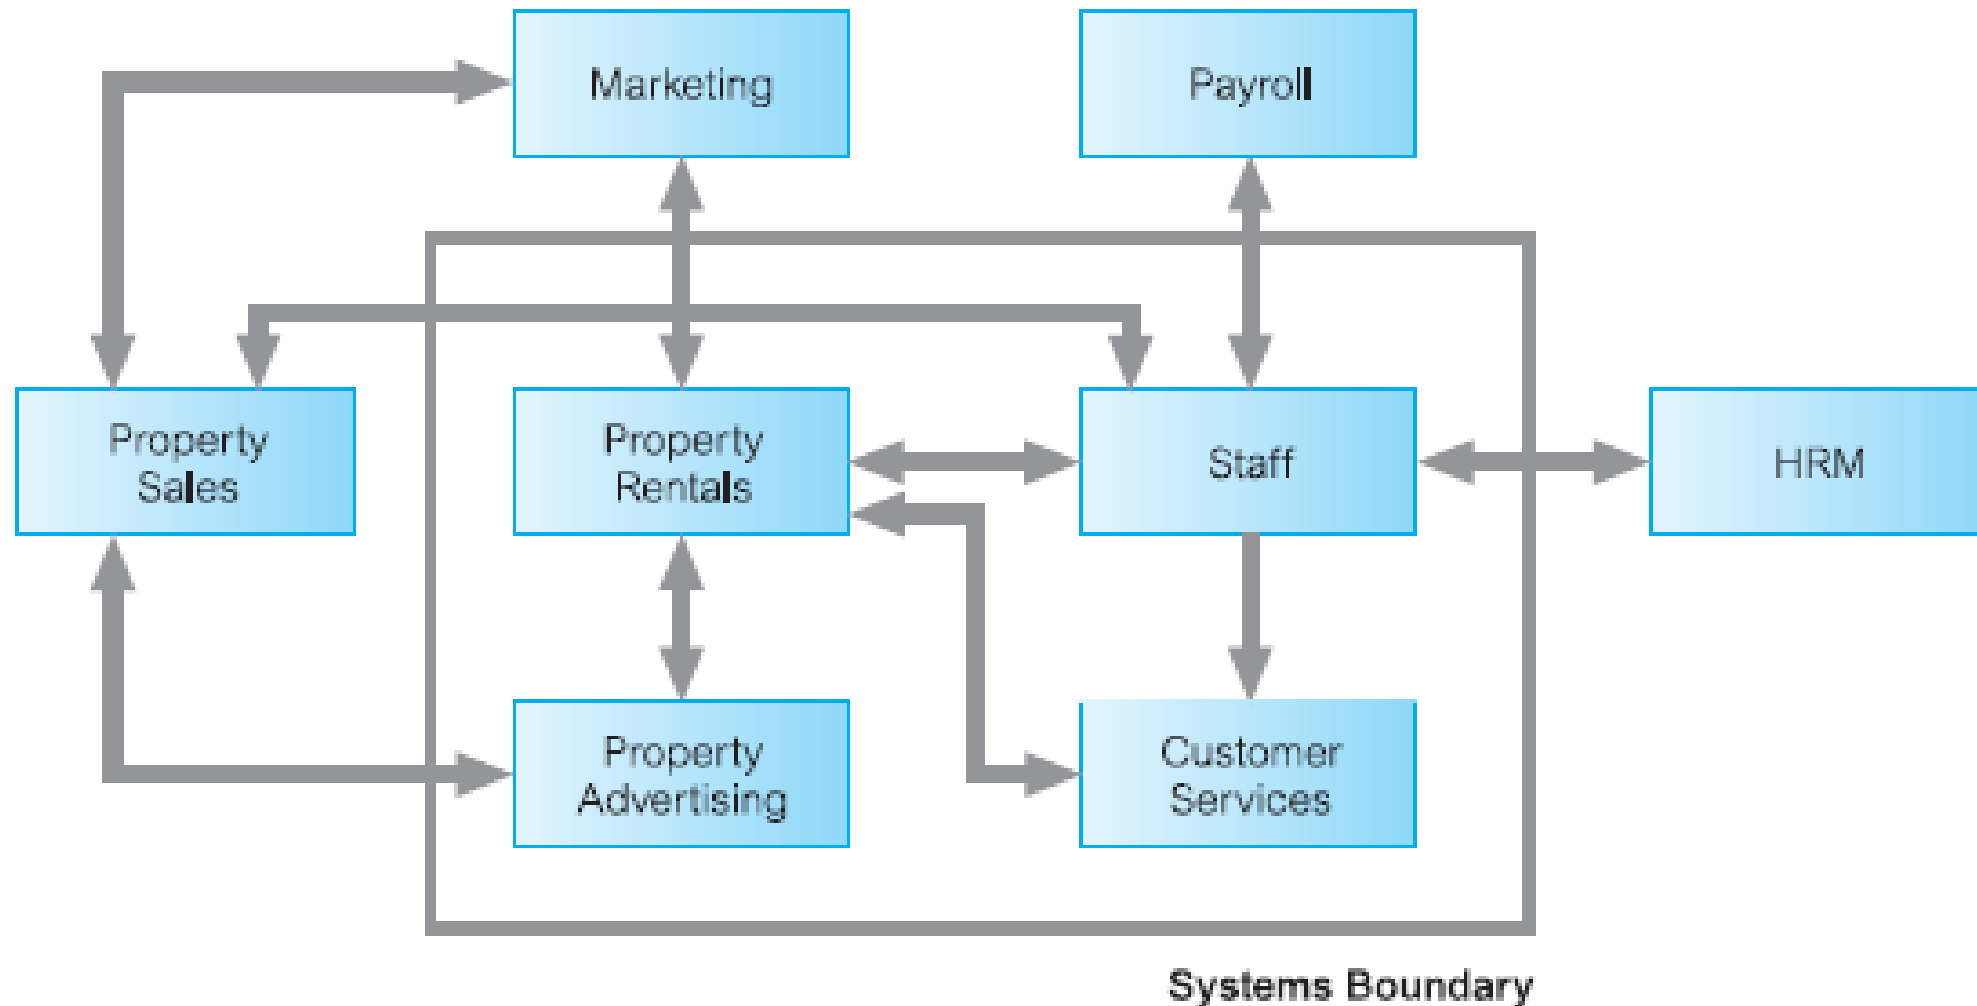 Marketing
Payroll
Property
Sales
Property
Rentals
Staff
HRM
Property
Advertising
Customer
Services
Systems Boundary